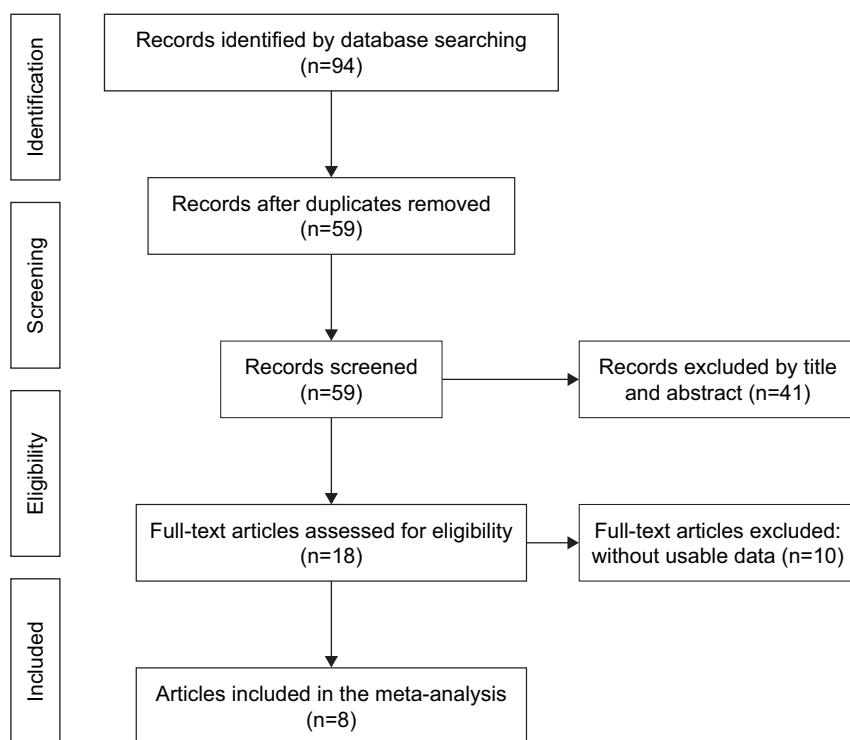 Identification
Records identified by database searching
(n=94)
Records after duplicates removed
(n=59)
Screening
Records screened
(n=59)
Records excluded by title
and abstract (n=41)
Eligibility
Full-text articles assessed for eligibility
(n=18)
Full-text articles excluded:
without usable data (n=10)
Included
Articles included in the meta-analysis
(n=8)